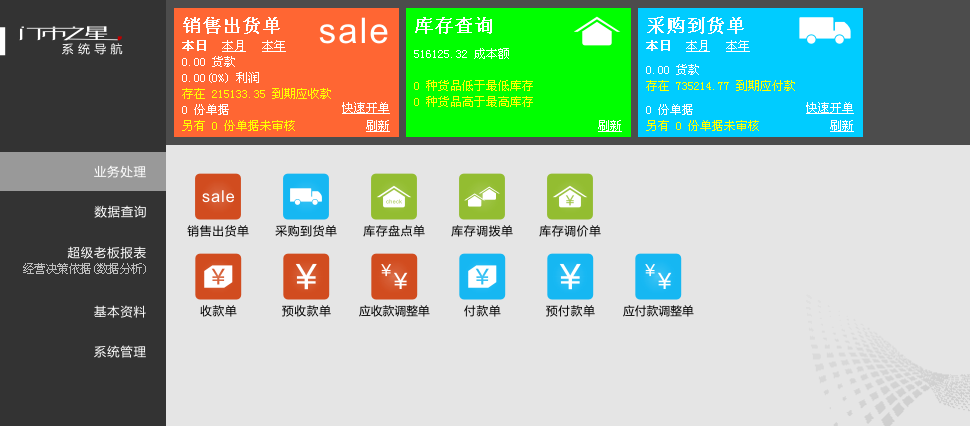 门市之星
系统导航
销售出货单 sale
本日 本月 本年
0.00 货款
0.00(0%) 利润
存在 215133.35 到期应收款
0 份单据 快速开单
另有 0 份单据未审核 刷新
库存查询
516125.32 成本额
0 种货品低于最低库存
0 种货品高于最高库存
刷新
采购到货单
本日 本月 本年
0.00 货款
存在 735214.77 到期应付款
0 份单据 快速开单
另有 0 份单据未审核 刷新
业务处理
数据查询
超级老板报表
经营决策依据(数据分析)
基本资料
系统管理
sale check ¥
销售出货单 采购到货单 库存盘点单 库存调拨单 库存调价单
¥ ¥ ¥ ¥ ¥ ¥ ¥ ¥
收款单 预收款单 应收款调整单 付款单 预付款单 应付款调整单